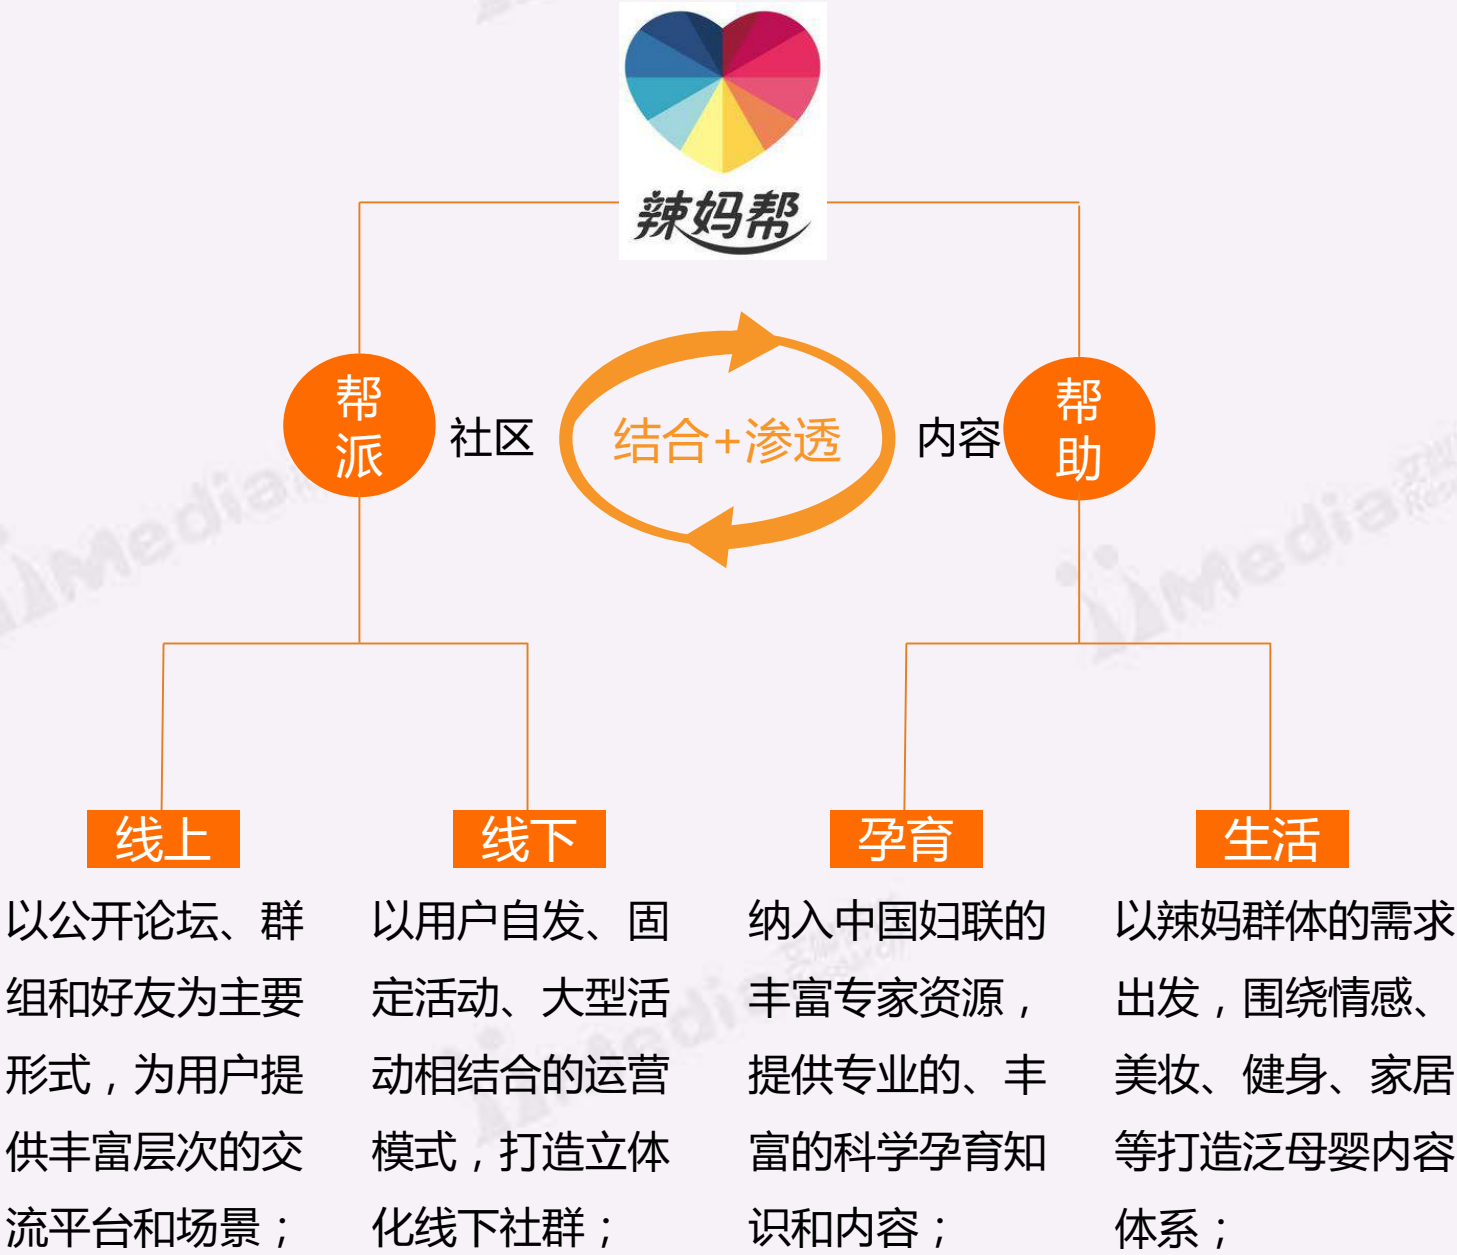 辣妈帮
帮
派
社区
结合+渗透
内容
帮
助
线上
以公开论坛、群
组和好友为主要
形式，为用户提
供丰富层次的交
流平台和场景；
线下
以用户自发、固
定活动、大型活
动相结合的运营
模式，打造立体
化线下社群；
孕育
纳入中国妇联的
丰富专家资源，
提供专业的、丰
富的科学孕育知
识和内容；
生活
以辣妈群体的需求
出发，围绕情感、
美妆、健身、家居
等打造泛母婴内容
体系；
iiMedia
iiMedia
iiMedia